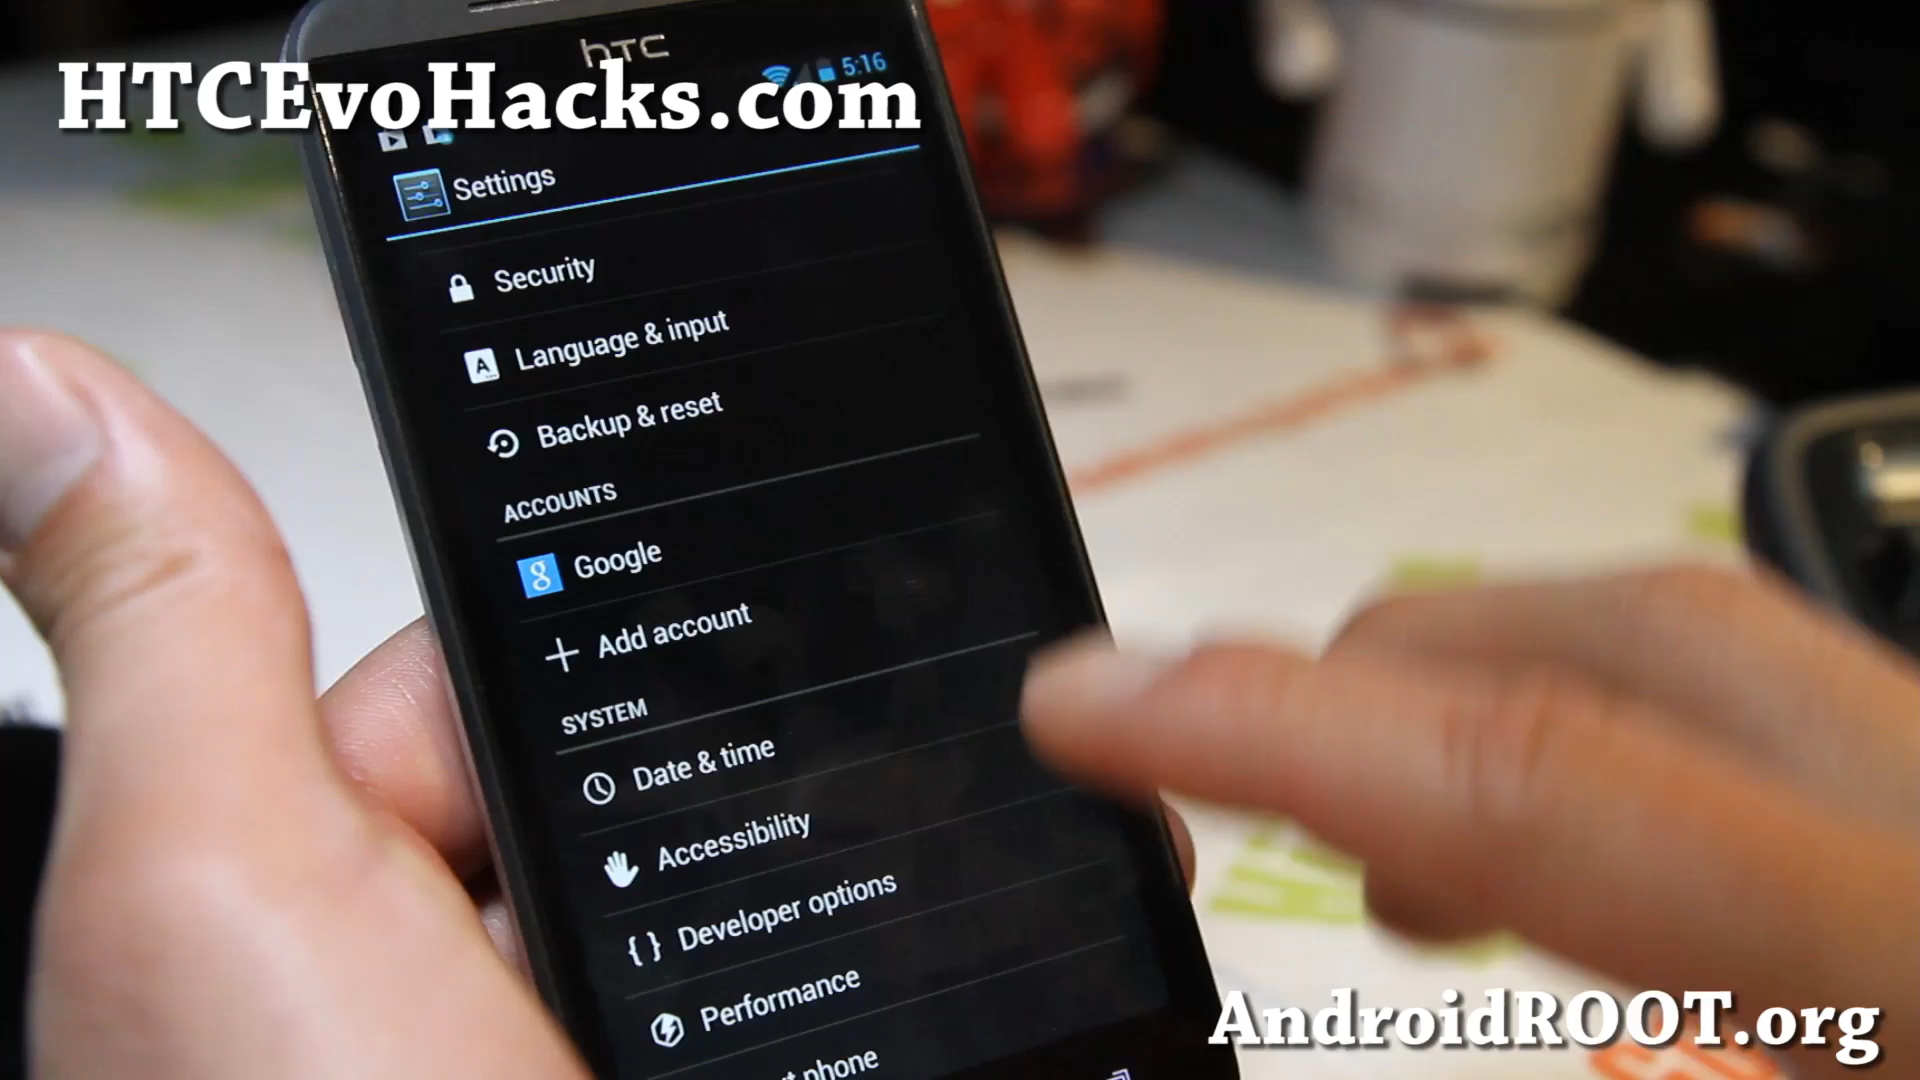 hTC
5:16
HTCEvoHacks.com
Settings
Security
Language & input
Backup & reset
ACCOUNTS
Google
Add account
SYSTEM
Date & time
Accessibility
Developer options
Performance
phone
AndroidROOT.org